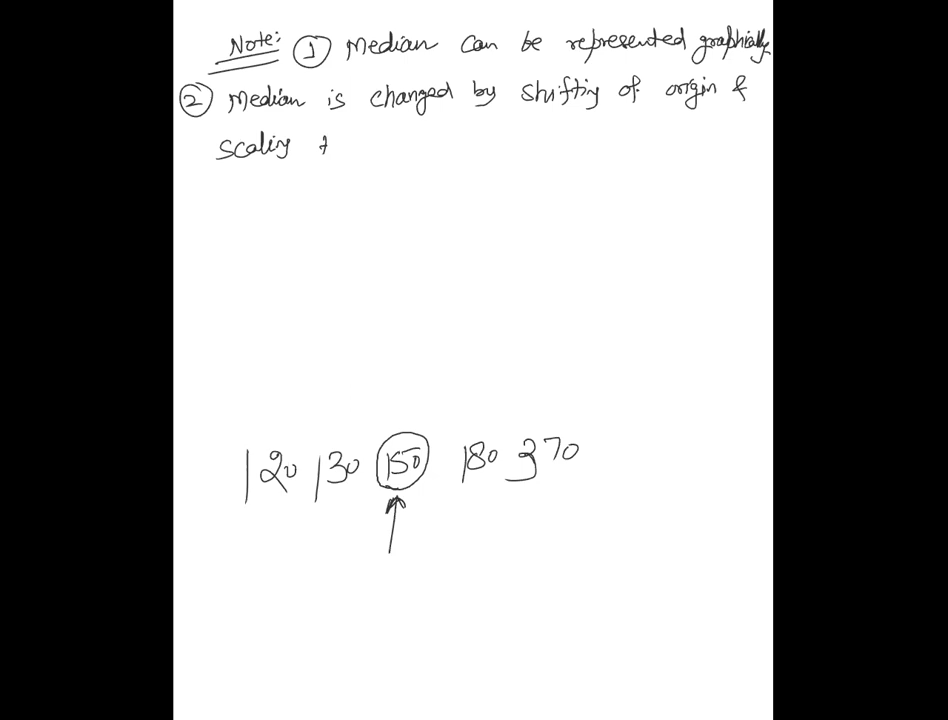 Note: ① Median can be represented graphically
② Median is changed by shifting of origin &
scaling
120 130 150 180 370